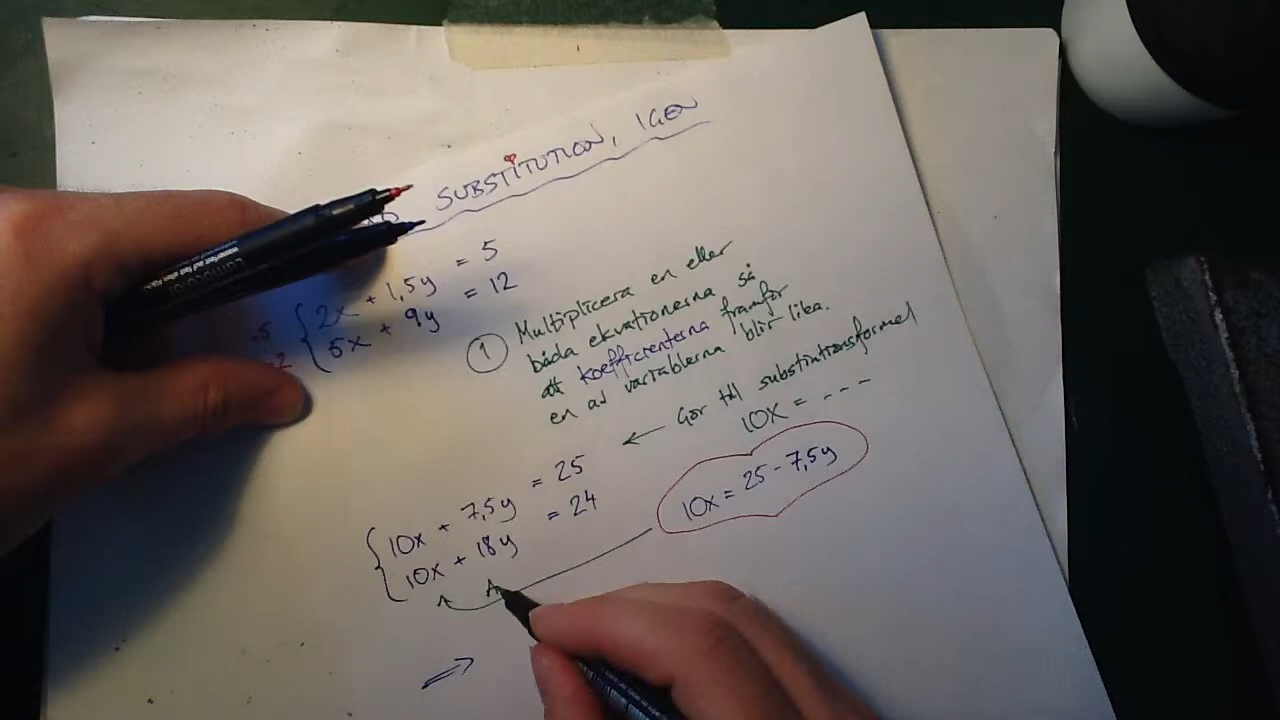 SUBSTITUTION, IGEN
2x + 1,5y = 5
5x + 9y = 12
·5
·2
① Multiplicera en eller
båda ekvationerna så
att koefficienterna framför
en av variablerna blir lika.
← Gör till substitutionsformel
10x = ---
10x = 25 - 7,5y
10x + 7,5y = 25
10x + 18y = 24